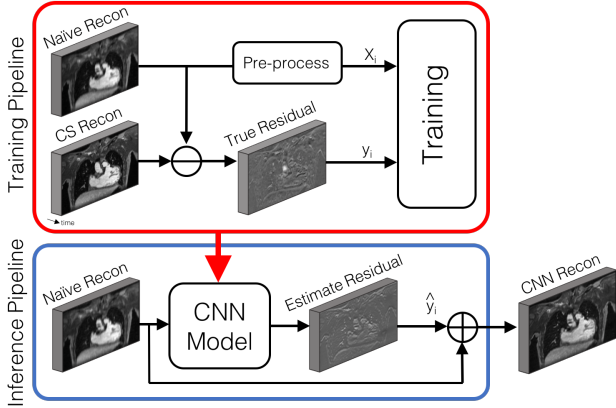 Training Pipeline
Naïve Recon
Pre-process
Xᵢ
Training
CS Recon
True Residual
yᵢ
time
Inference Pipeline
Naïve Recon
CNN
Model
Estimate Residual
ŷᵢ
CNN Recon